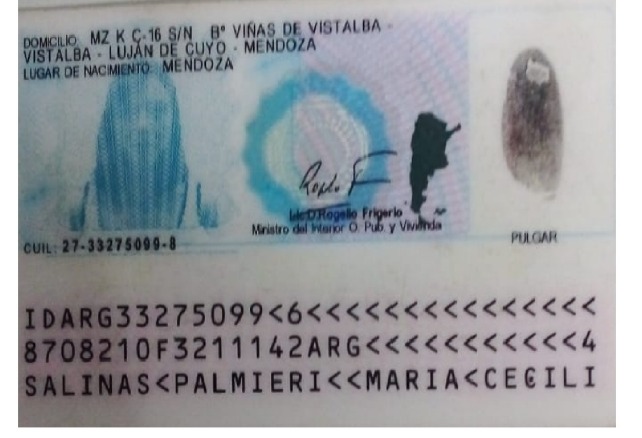 DOMICILIO: MZ K C-16 S/N Bº VIÑAS DE VISTALBA -
VISTALBA - LUJÁN DE CUYO - MENDOZA
LUGAR DE NACIMIENTO: MENDOZA
Lic. D. Rogelio Frigerio
Ministro del Interior O. Pub. y Vivienda
PULGAR
CUIL: 27-33275099-8
IDARG33275099<6<<<<<<<<<<<<<<<
8708210F3211142ARG<<<<<<<<<<<4
SALINAS<PALMIERI<<MARIA<CECILI